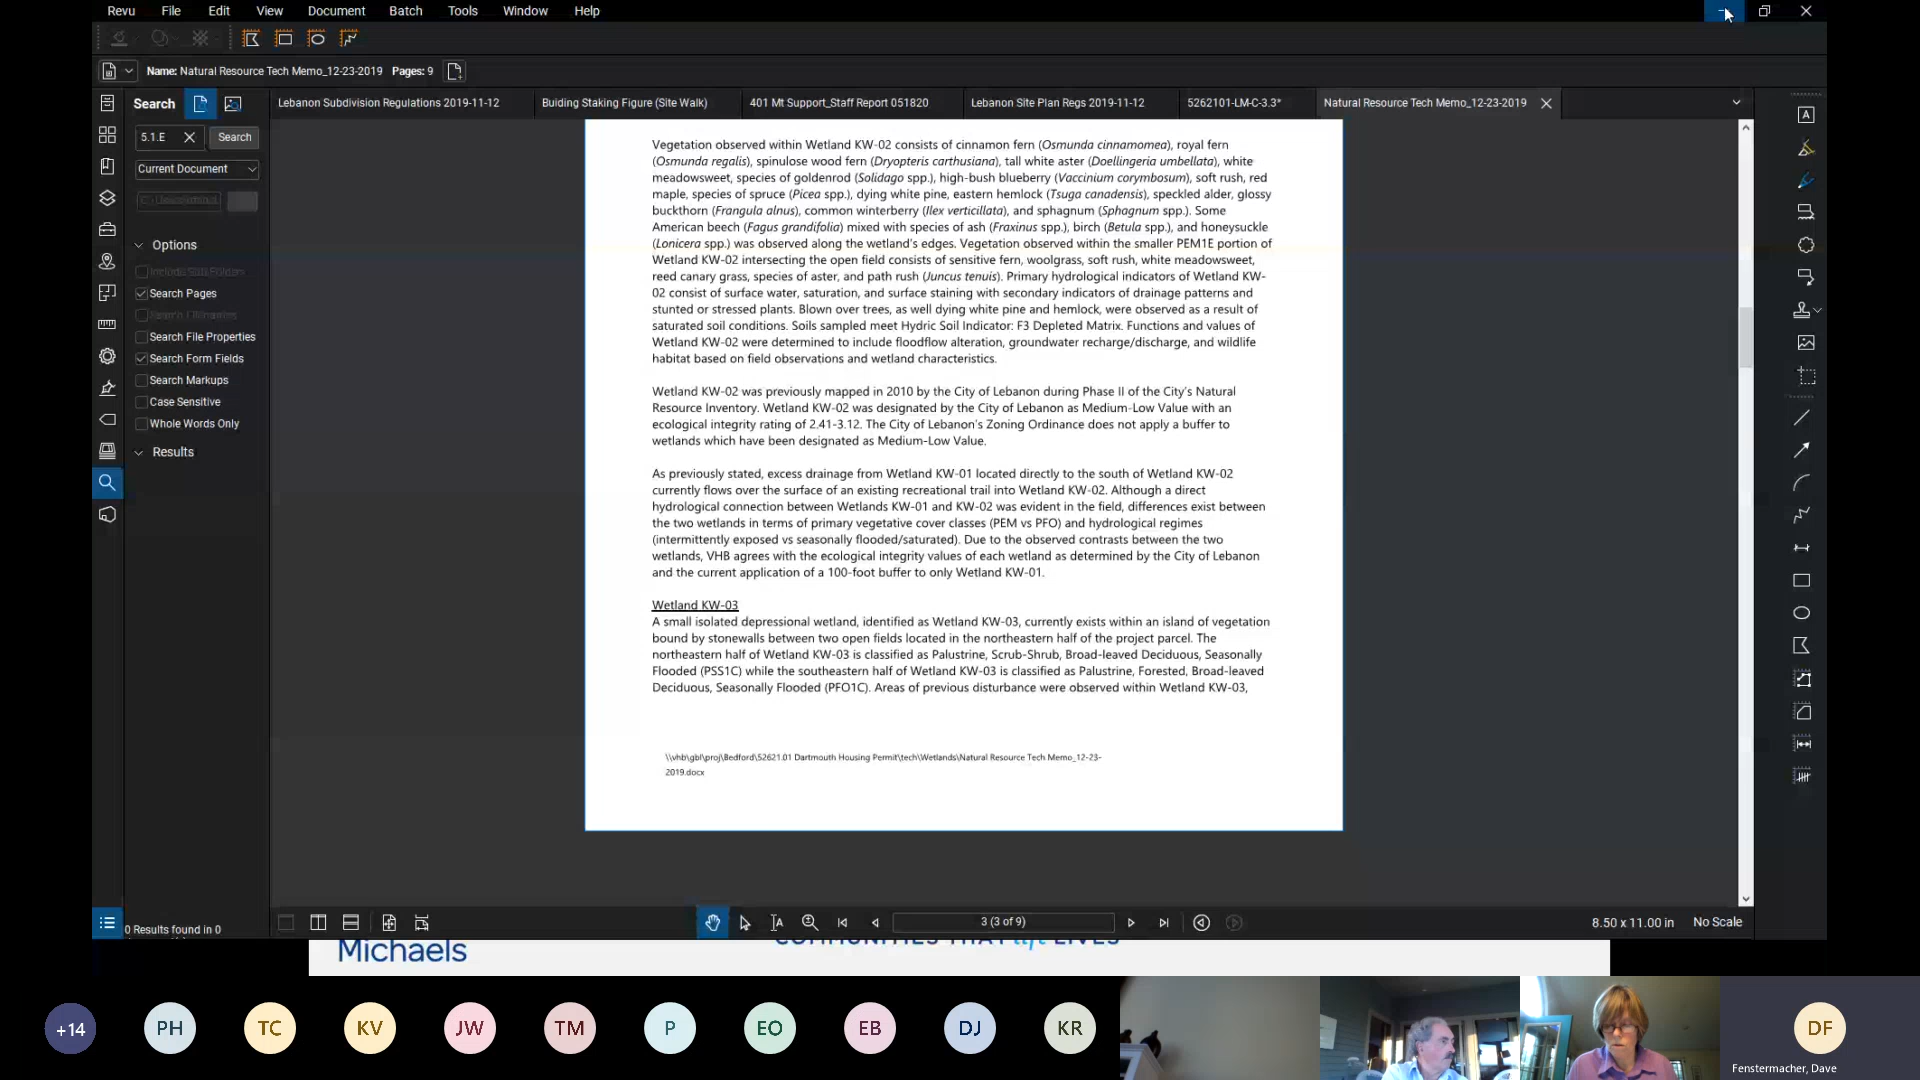 Revu File Edit View Document Batch Tools Window Help
Name: Natural Resource Tech Memo_12-23-2019 Pages: 9
Search
Lebanon Subdivision Regulations 2019-11-12
Buiding Staking Figure (Site Walk)
401 Mt Support_Staff Report 051820
Lebanon Site Plan Regs 2019-11-12
5262101-LM-C-3.3*
Natural Resource Tech Memo_12-23-2019
5.1.E
Search
Current Document
Options
Include Sub Folders
Search Pages
Search Filenames
Search File Properties
Search Form Fields
Search Markups
Case Sensitive
Whole Words Only
Results
0 Results found in 0
Vegetation observed within Wetland KW-02 consists of cinnamon fern (Osmunda cinnamomea), royal fern
(Osmunda regalis), spinulose wood fern (Dryopteris carthusiana), tall white aster (Doellingeria umbellata), white
meadowsweet, species of goldenrod (Solidago spp.), high-bush blueberry (Vaccinium corymbosum), soft rush, red
maple, species of spruce (Picea spp.), dying white pine, eastern hemlock (Tsuga canadensis), speckled alder, glossy
buckthorn (Frangula alnus), common winterberry (Ilex verticillata), and sphagnum (Sphagnum spp.). Some
American beech (Fagus grandifolia) mixed with species of ash (Fraxinus spp.), birch (Betula spp.), and honeysuckle
(Lonicera spp.) was observed along the wetland's edges. Vegetation observed within the smaller PEM1E portion of
Wetland KW-02 intersecting the open field consists of sensitive fern, woolgrass, soft rush, white meadowsweet,
reed canary grass, species of aster, and path rush (Juncus tenuis). Primary hydrological indicators of Wetland KW-
02 consist of surface water, saturation, and surface staining with secondary indicators of drainage patterns and
stunted or stressed plants. Blown over trees, as well dying white pine and hemlock, were observed as a result of
saturated soil conditions. Soils sampled meet Hydric Soil Indicator: F3 Depleted Matrix. Functions and values of
Wetland KW-02 were determined to include floodflow alteration, groundwater recharge/discharge, and wildlife
habitat based on field observations and wetland characteristics.
Wetland KW-02 was previously mapped in 2010 by the City of Lebanon during Phase II of the City's Natural
Resource Inventory. Wetland KW-02 was designated by the City of Lebanon as Medium-Low Value with an
ecological integrity rating of 2.41-3.12. The City of Lebanon's Zoning Ordinance does not apply a buffer to
wetlands which have been designated as Medium-Low Value.
As previously stated, excess drainage from Wetland KW-01 located directly to the south of Wetland KW-02
currently flows over the surface of an existing recreational trail into Wetland KW-02. Although a direct
hydrological connection between Wetlands KW-01 and KW-02 was evident in the field, differences exist between
the two wetlands in terms of primary vegetative cover classes (PEM vs PFO) and hydrological regimes
(intermittently exposed vs seasonally flooded/saturated). Due to the observed contrasts between the two
wetlands, VHB agrees with the ecological integrity values of each wetland as determined by the City of Lebanon
and the current application of a 100-foot buffer to only Wetland KW-01.
Wetland KW-03
A small isolated depressional wetland, identified as Wetland KW-03, currently exists within an island of vegetation
bound by stonewalls between two open fields located in the northeastern half of the project parcel. The
northeastern half of Wetland KW-03 is classified as Palustrine, Scrub-Shrub, Broad-leaved Deciduous, Seasonally
Flooded (PSS1C) while the southeastern half of Wetland KW-03 is classified as Palustrine, Forested, Broad-leaved
Deciduous, Seasonally Flooded (PFO1C). Areas of previous disturbance were observed within Wetland KW-03,
\\vhb\gbl\proj\Bedford\52621.01 Dartmouth Housing Permit\tech\Wetlands\Natural Resource Tech Memo_12-23-
2019.docx
3 (3 of 9)
8.50 x 11.00 in No Scale
Michaels
COMMUNITIES THAT lift LIVES
+14 PH TC KV JW TM P EO EB DJ KR DF
Fenstermacher, Dave